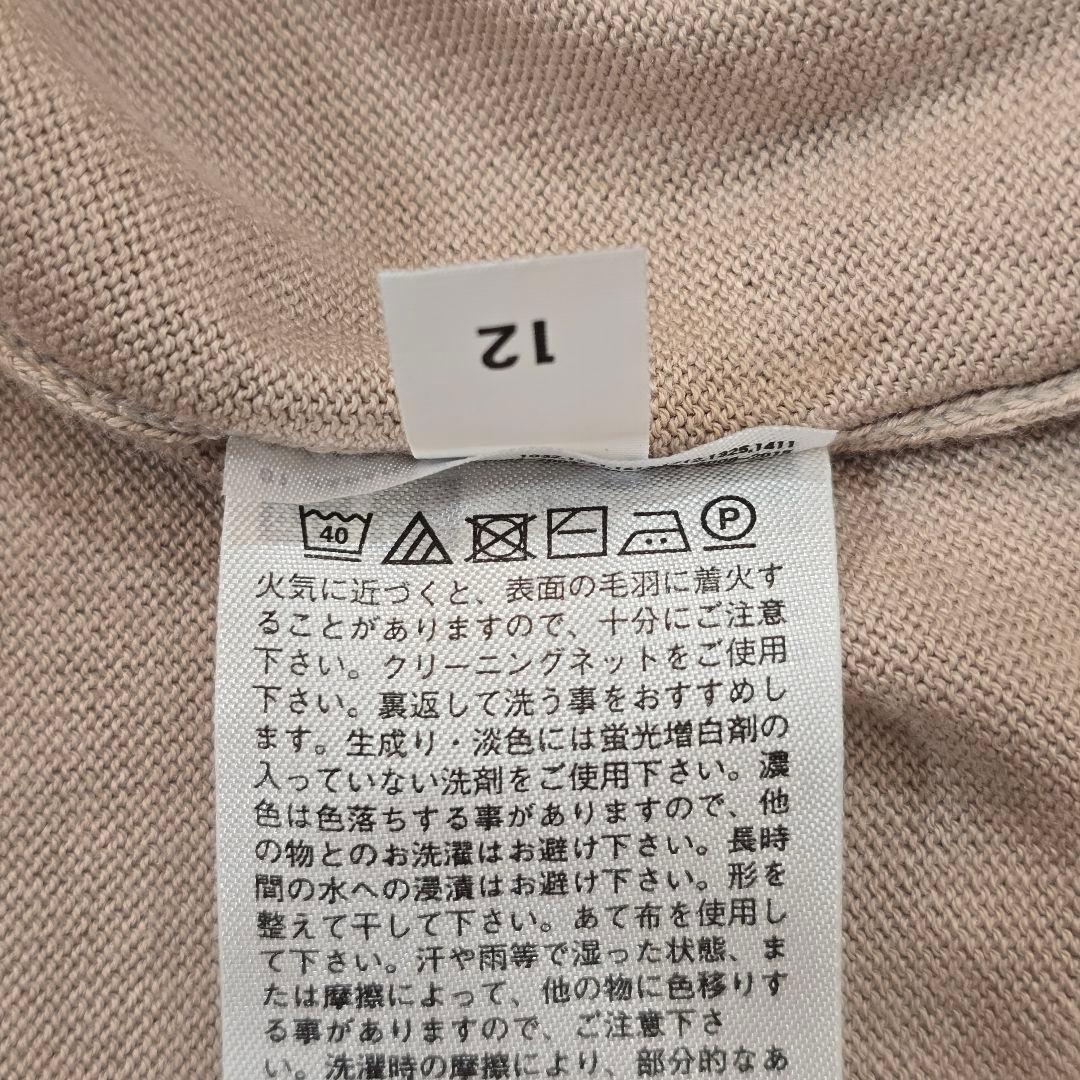 12
40
P
火気に近づくと、表面の毛羽に着火す
ることがありますので、十分にご注意
下さい。クリーニングネットをご使用
下さい。裏返して洗う事をおすすめし
ます。生成り・淡色には蛍光増白剤の
入っていない洗剤をご使用下さい。濃
色は色落ちする事がありますので、他
の物とのお洗濯はお避け下さい。長時
間の水への浸漬はお避け下さい。形を
整えて干して下さい。あて布を使用し
て下さい。汗や雨等で湿った状態、ま
たは摩擦によって、他の物に色移りす
る事がありますので、ご注意下さ
い。洗濯時の摩擦により、部分的なあ